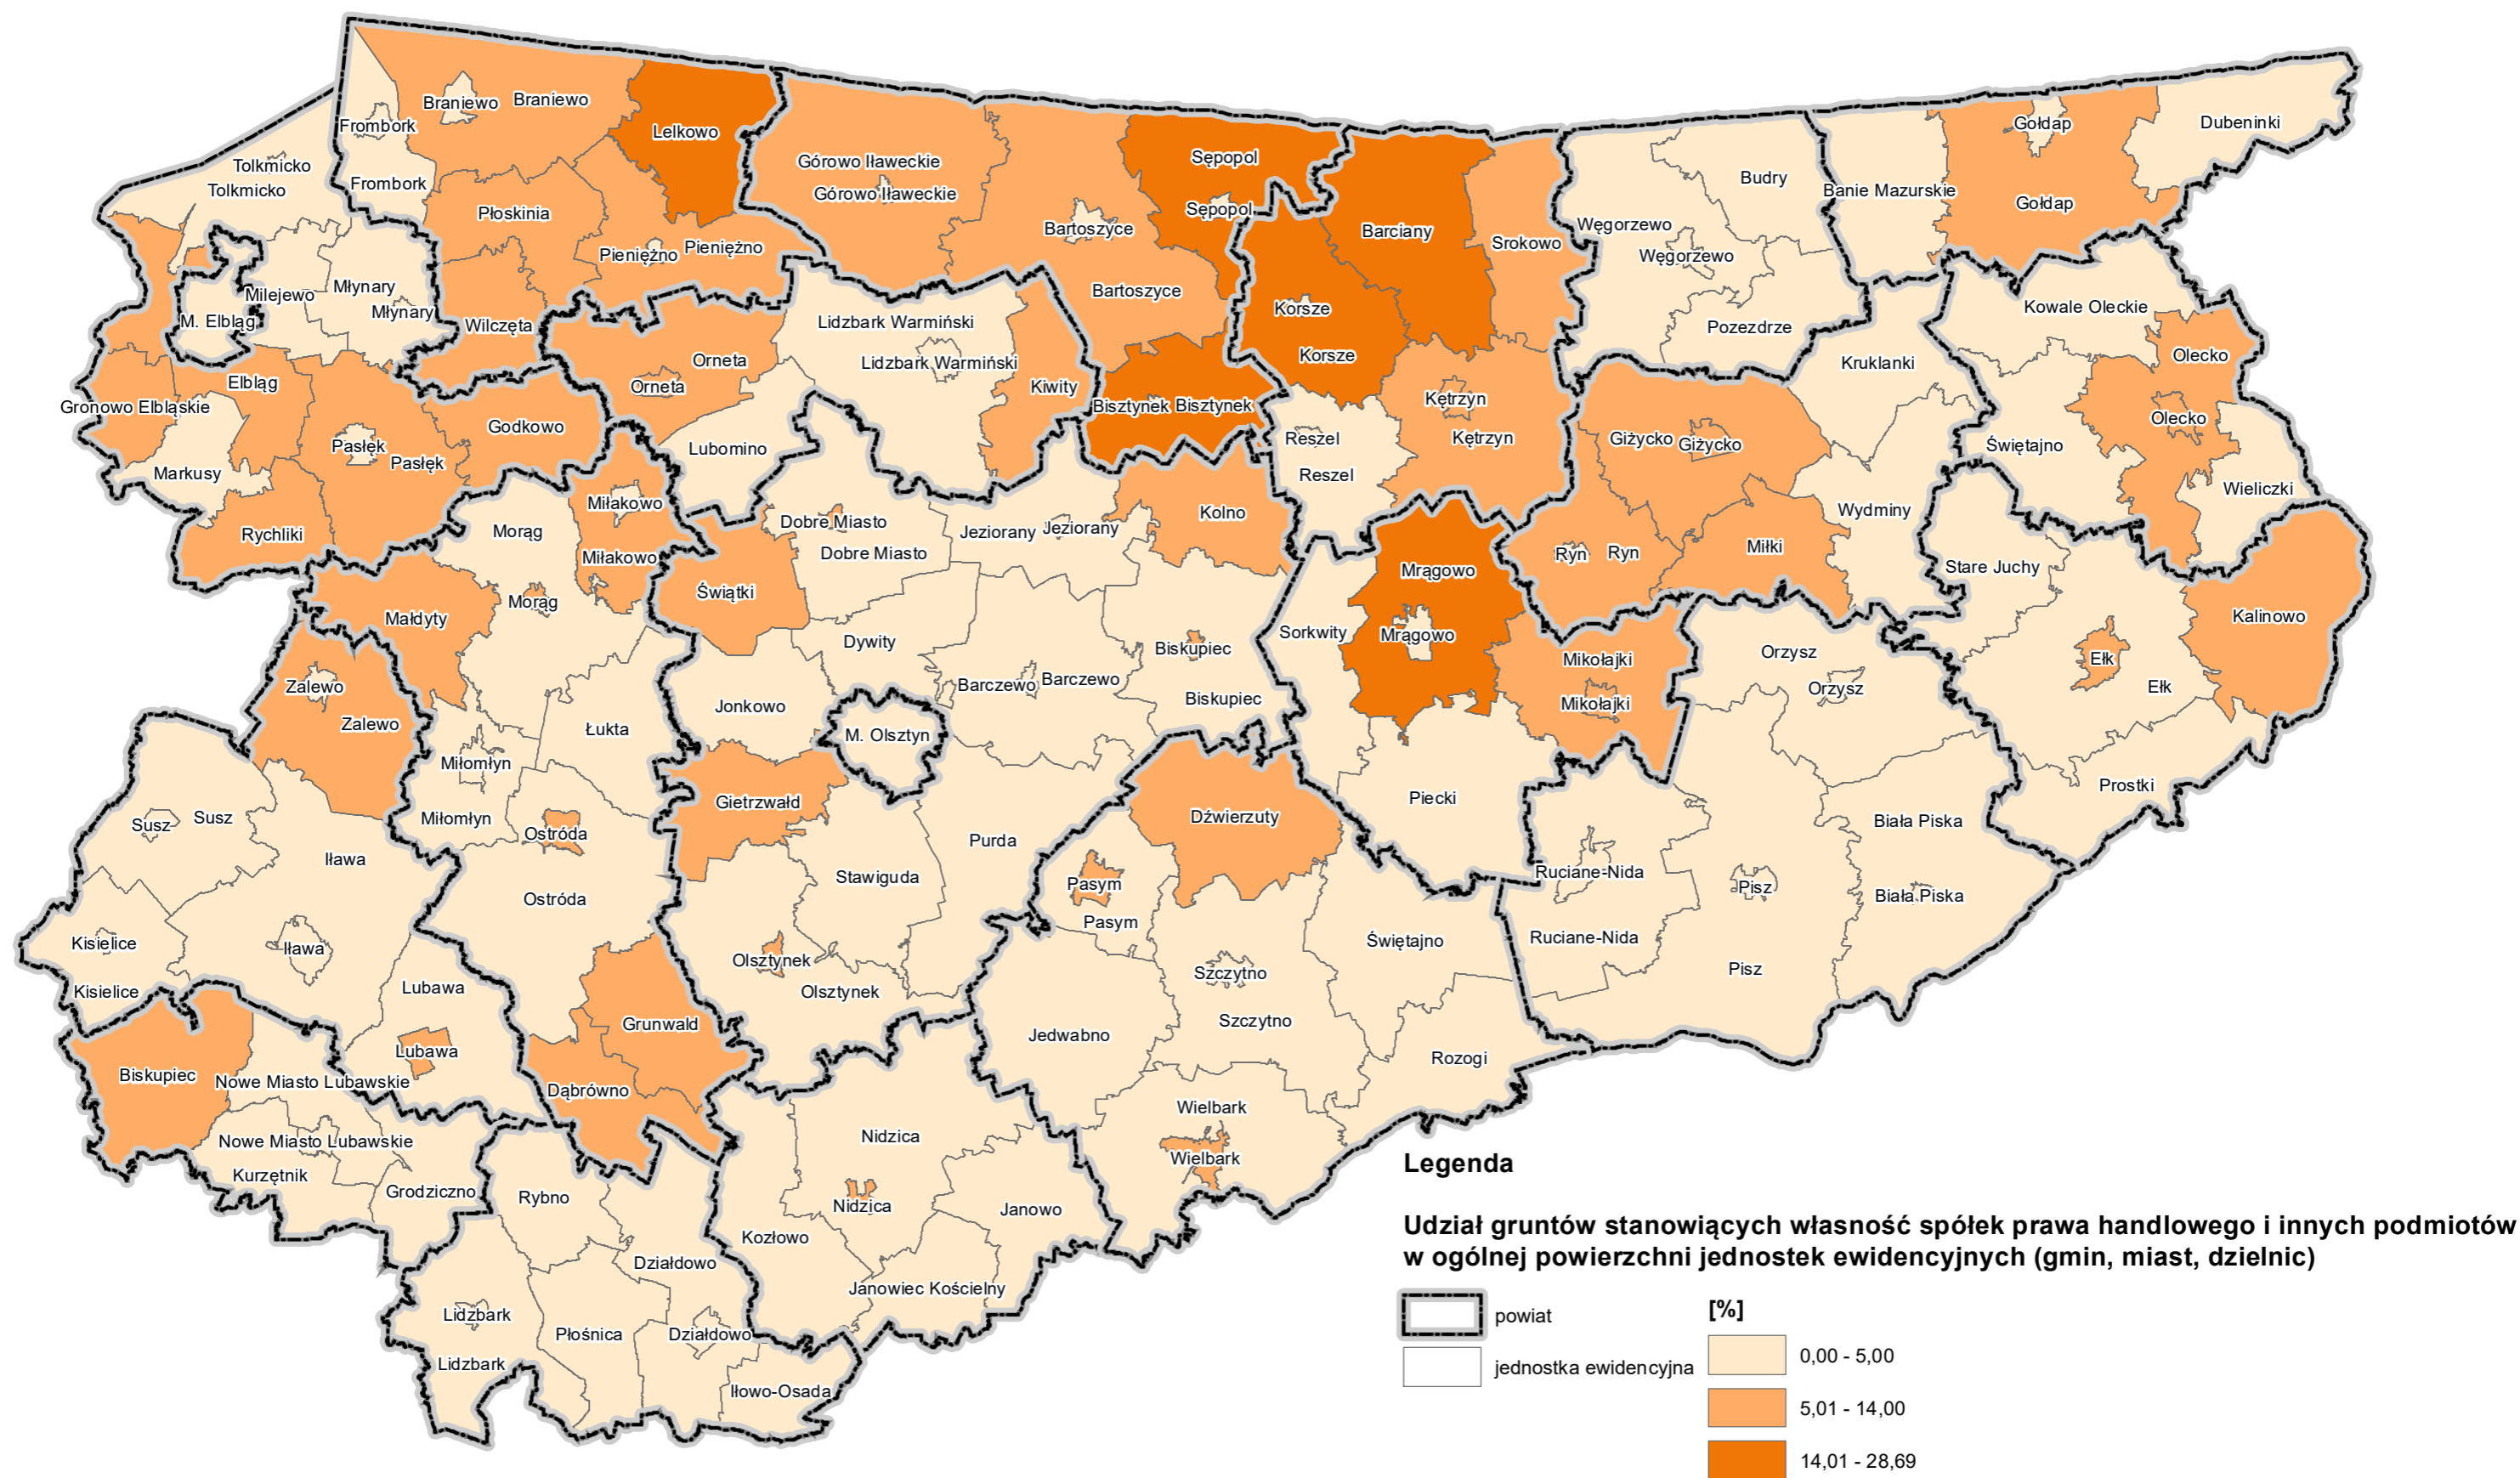 Braniewo Braniewo
Lelkowo
Frombork
Frombork
Tolkmicko
Tolkmicko
Płoskinia
Pieniężno Pieniężno
Górowo Iławeckie
Górowo Iławeckie
Sępopol
Sępopol
Bartoszyce
Bartoszyce
Barciany
Srokowo
Węgorzewo
Węgorzewo
Budry
Banie Mazurskie
Gołdap
Gołdap
Dubeninki
Milejewo
Młynary
Młynary
M. Elbląg
Wilczęta
Orneta
Orneta
Lidzbark Warmiński
Lidzbark Warmiński
Kiwity
Korsze
Korsze
Pozezdrze
Kruklanki
Kowale Oleckie
Olecko
Olecko
Elbląg
Gronowo Elbląskie
Markusy
Pasłęk
Pasłęk
Godkowo
Lubomino
Bisztynek Bisztynek
Reszel
Reszel
Kętrzyn
Kętrzyn
Giżycko Giżycko
Świętajno
Wieliczki
Wydminy
Rychliki
Morąg
Morąg
Miłakowo
Miłakowo
Dobre Miasto
Dobre Miasto
Jeziorany Jeziorany
Kolno
Mrągowo
Mrągowo
Ryn Ryn
Miłki
Stare Juchy
Kalinowo
Małdyty
Świątki
Dywity
Biskupiec
Biskupiec
Sorkwity
Mikołajki
Mikołajki
Orzysz
Orzysz
Ełk
Ełk
Zalewo
Zalewo
Łukta
Jonkowo
M. Olsztyn
Barczewo Barczewo
Miłomłyn
Miłomłyn
Susz Susz
Iława
Iława
Ostróda
Ostróda
Gietrzwałd
Stawiguda
Purda
Dźwierzuty
Piecki
Prostki
Biała Piska
Biała Piska
Ruciane-Nida
Ruciane-Nida
Pisz
Pisz
Kisielice
Kisielice
Lubawa
Lubawa
Olsztynek
Olsztynek
Pasym
Pasym
Szczytno
Szczytno
Świętajno
Grunwald
Dąbrówno
Jedwabno
Rozogi
Biskupiec
Nowe Miasto Lubawskie
Nowe Miasto Lubawskie
Kurzętnik
Grodziczno
Rybno
Nidzica
Nidzica
Wielbark
Wielbark
Janowo
Kozłowo
Janowiec Kościelny
Działdowo
Działdowo
Lidzbark
Lidzbark
Płośnica
Iłowo-Osada
Legenda
Udział gruntów stanowiących własność spółek prawa handlowego i innych podmiotów
w ogólnej powierzchni jednostek ewidencyjnych (gmin, miast, dzielnic)
powiat
jednostka ewidencyjna
[%]
0,00 - 5,00
5,01 - 14,00
14,01 - 28,69